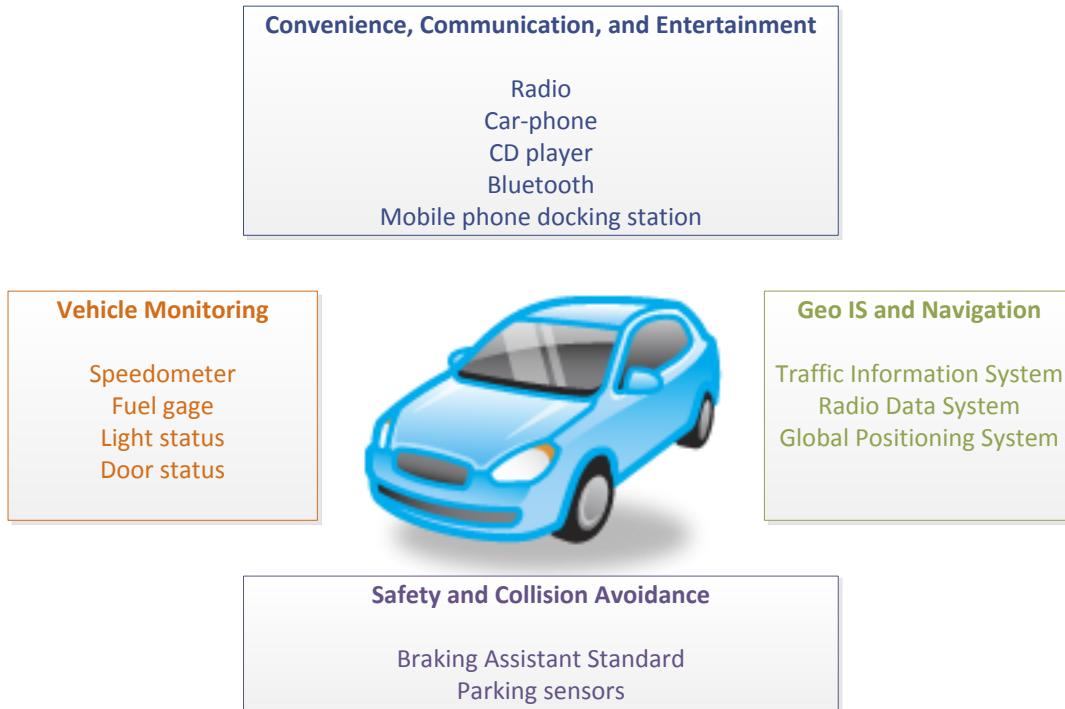 Convenience, Communication, and Entertainment
Radio
Car-phone
CD player
Bluetooth
Mobile phone docking station
Vehicle Monitoring
Speedometer
Fuel gage
Light status
Door status
Geo IS and Navigation
Traffic Information System
Radio Data System
Global Positioning System
Safety and Collision Avoidance
Braking Assistant Standard
Parking sensors